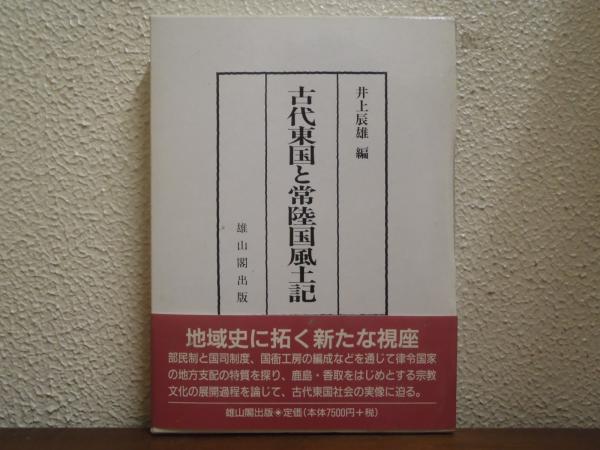 井上辰雄 編
古代東国と常陸国風土記
雄山閣出版
地域史に拓く新たな視座
部民制と国司制度、国衙工房の編成などを通じて律令国家
の地方支配の特質を探り、鹿島・香取をはじめとする宗教
文化の展開過程を論じて、古代東国社会の実像に迫る。
雄山閣出版◈定価(本体7500円+税)